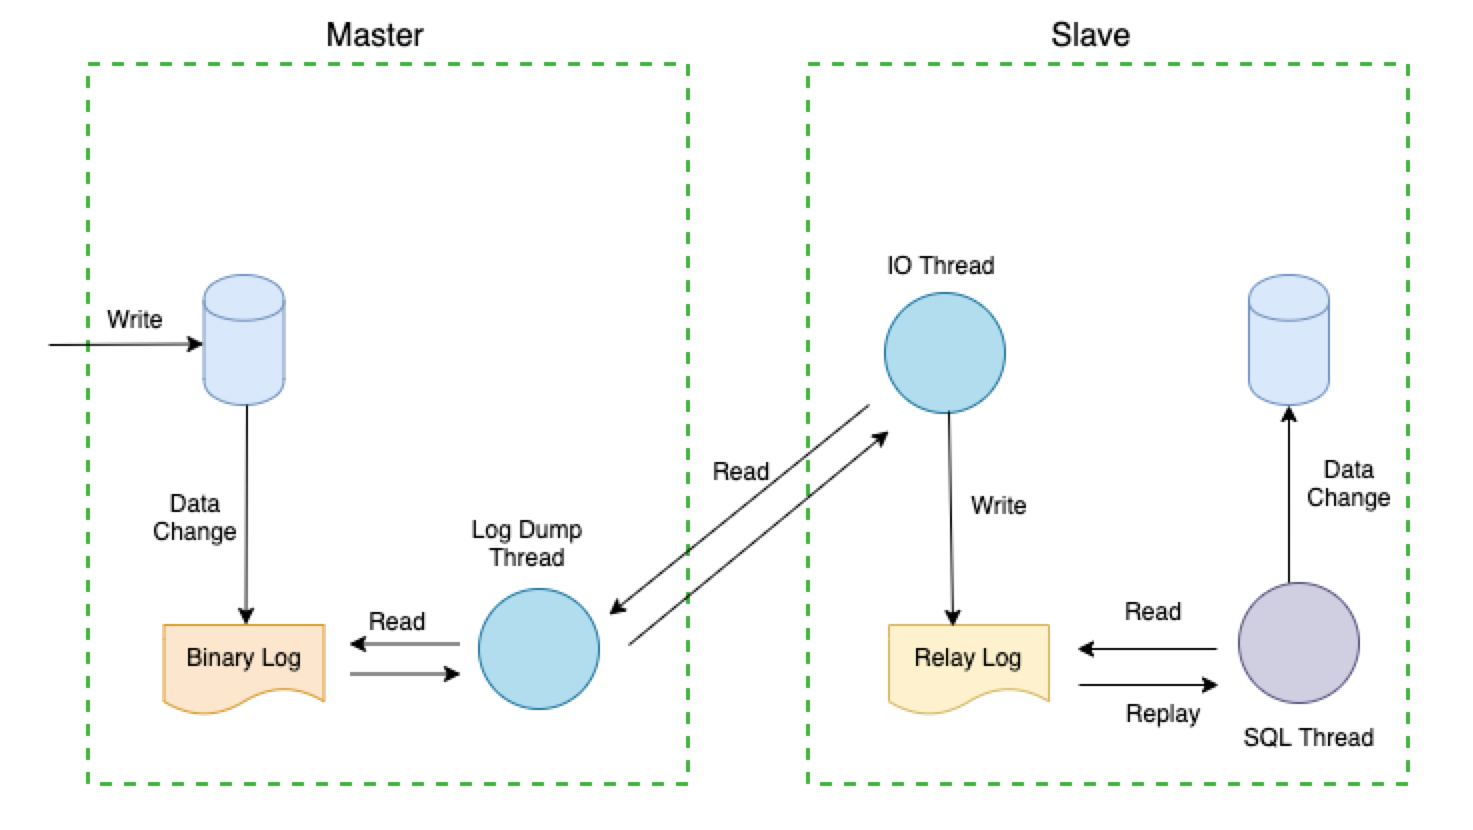 Master
Slave
IO Thread
Write
Read
Data
Change
Write
Data
Change
Log Dump
Thread
Read
Binary Log
Relay Log
Read
Replay
SQL Thread